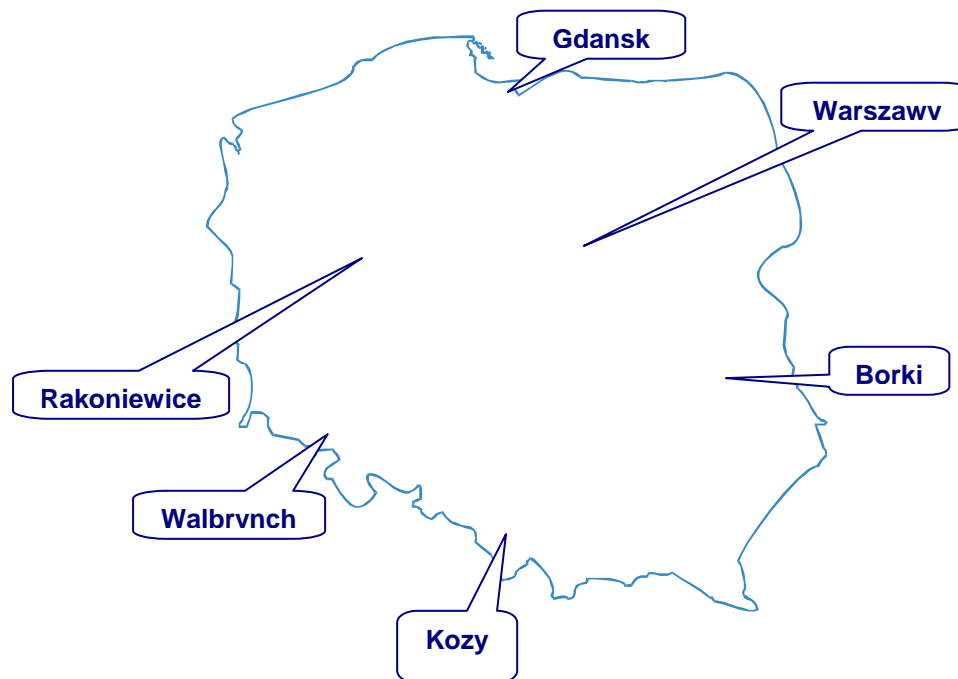 Gdansk
Warszawv
Borki
Rakoniewice
Walbrvnch
Kozy